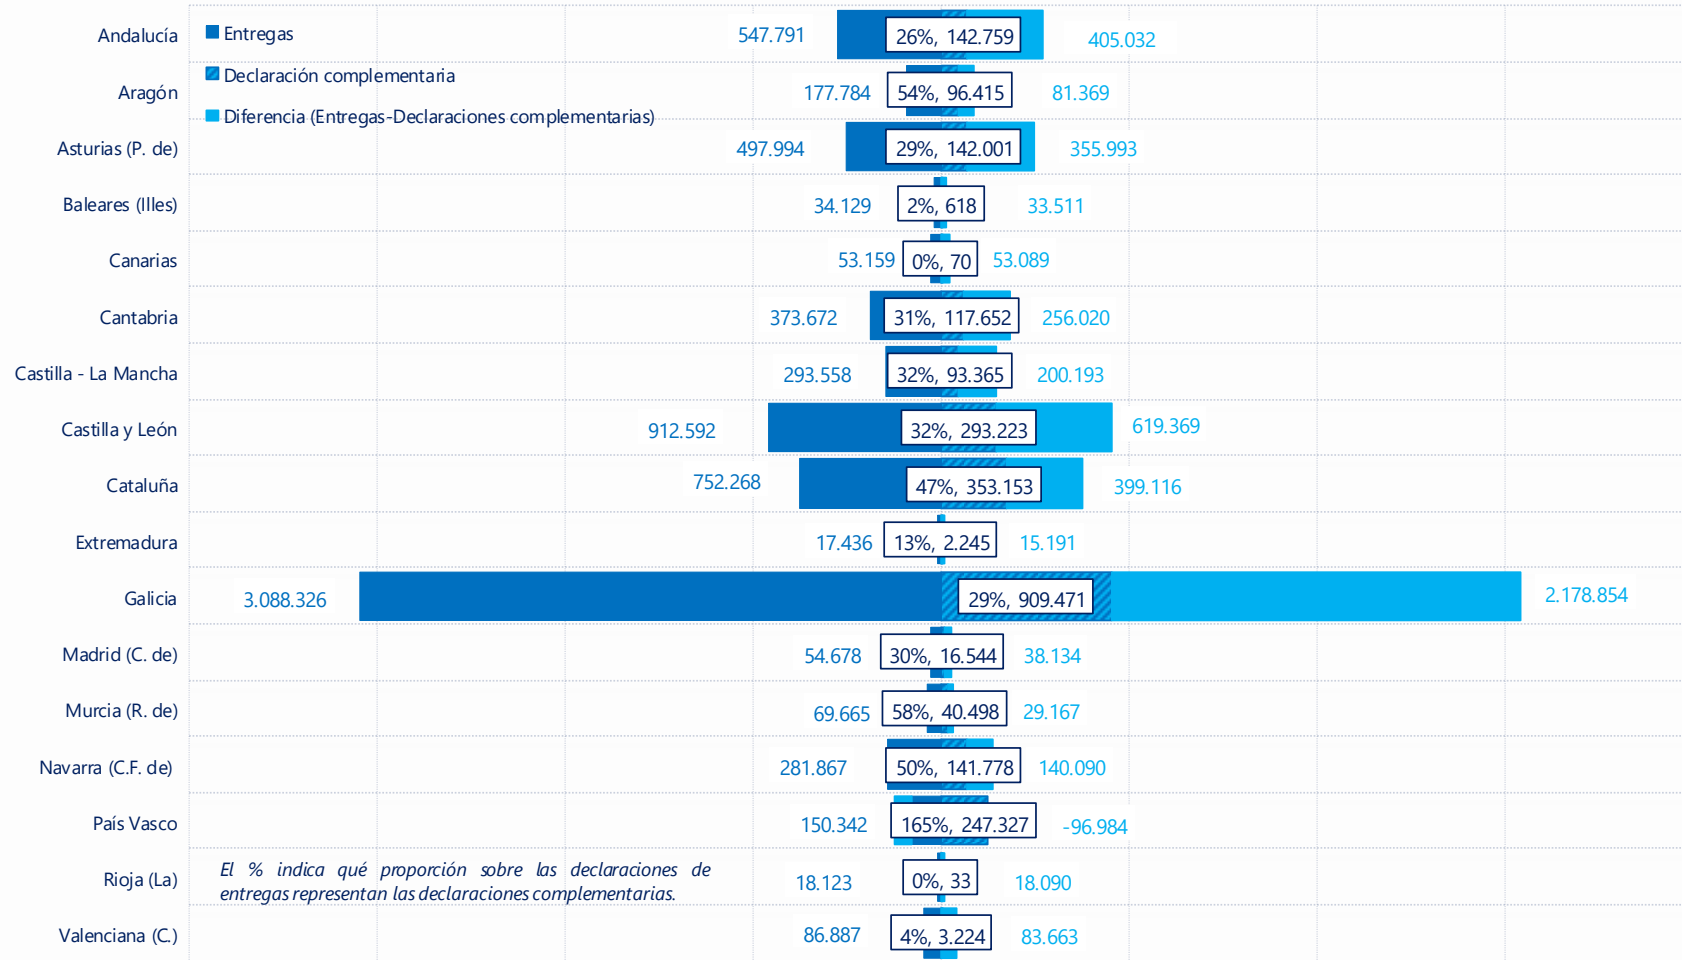 Andalucía
Entregas
547.791
26%, 142.759
405.032
Declaración complementaria
Aragón
177.784
54%, 96.415
81.369
Diferencia (Entregas-Declaraciones complementarias)
Asturias (P. de)
497.994
29%, 142.001
355.993
Baleares (Illes)
34.129
2%, 618
33.511
Canarias
53.159
0%, 70
53.089
Cantabria
373.672
31%, 117.652
256.020
Castilla - La Mancha
293.558
32%, 93.365
200.193
Castilla y León
912.592
32%, 293.223
619.369
Cataluña
752.268
47%, 353.153
399.116
Extremadura
17.436
13%, 2.245
15.191
Galicia
3.088.326
29%, 909.471
2.178.854
Madrid (C. de)
54.678
30%, 16.544
38.134
Murcia (R. de)
69.665
58%, 40.498
29.167
Navarra (C.F. de)
281.867
50%, 141.778
140.090
País Vasco
150.342
165%, 247.327
-96.984
Rioja (La)
El % indica qué proporción sobre las declaraciones de
entregas representan las declaraciones complementarias.
18.123
0%, 33
18.090
Valenciana (C.)
86.887
4%, 3.224
83.663